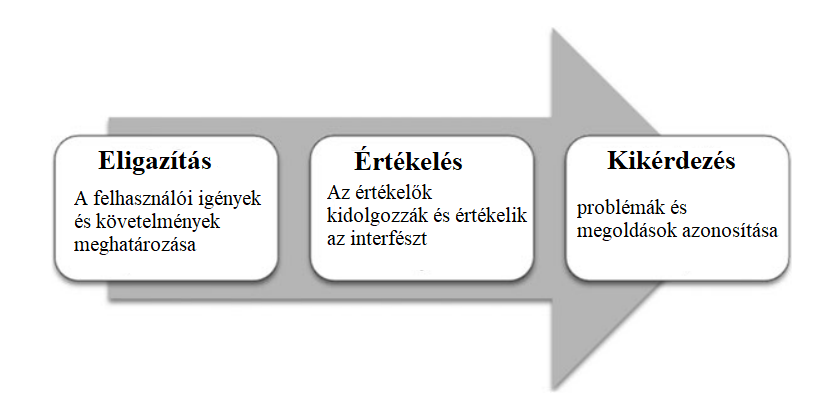 Eligazítás
A felhasználói igények
és követelmények
meghatározása
Értékelés
Az értékelők
kidolgozzák és értékelik
az interfészt
Kikérdezés
problémák és
megoldások azonosítása